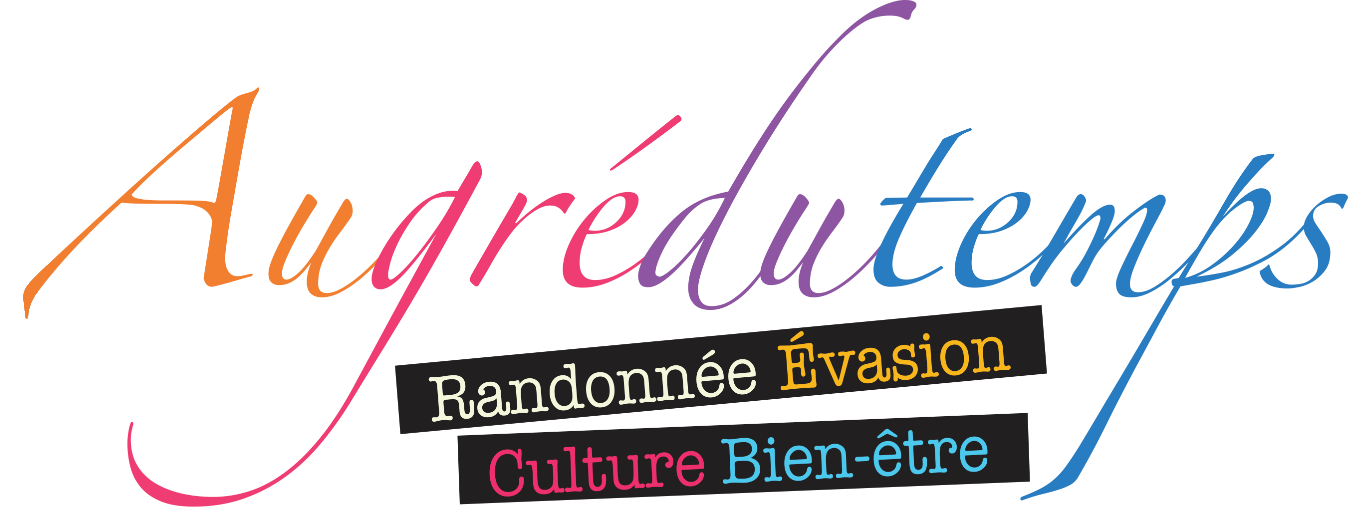 Augrédutemps
Randonnée Évasion
Culture Bien-être